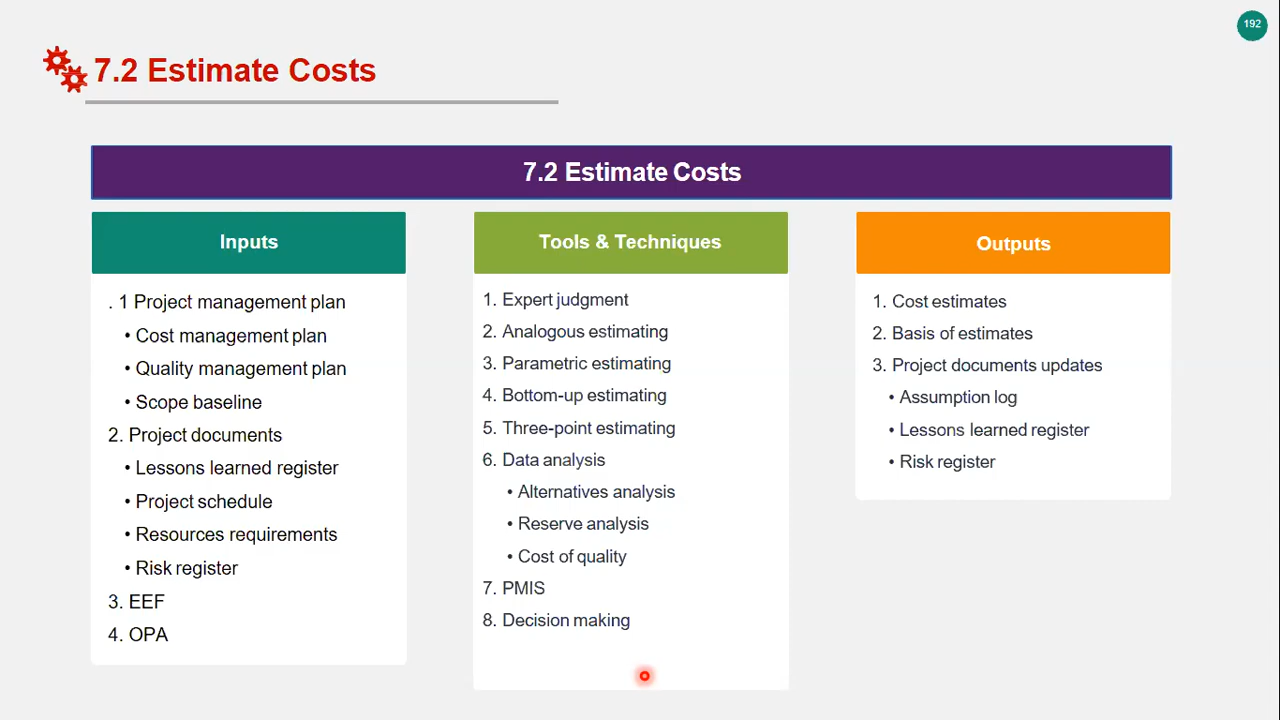 192
7.2 Estimate Costs
7.2 Estimate Costs
Inputs
. 1 Project management plan
• Cost management plan
• Quality management plan
• Scope baseline
2. Project documents
• Lessons learned register
• Project schedule
• Resources requirements
• Risk register
3. EEF
4. OPA
Tools & Techniques
1. Expert judgment
2. Analogous estimating
3. Parametric estimating
4. Bottom-up estimating
5. Three-point estimating
6. Data analysis
• Alternatives analysis
• Reserve analysis
• Cost of quality
7. PMIS
8. Decision making
Outputs
1. Cost estimates
2. Basis of estimates
3. Project documents updates
• Assumption log
• Lessons learned register
• Risk register